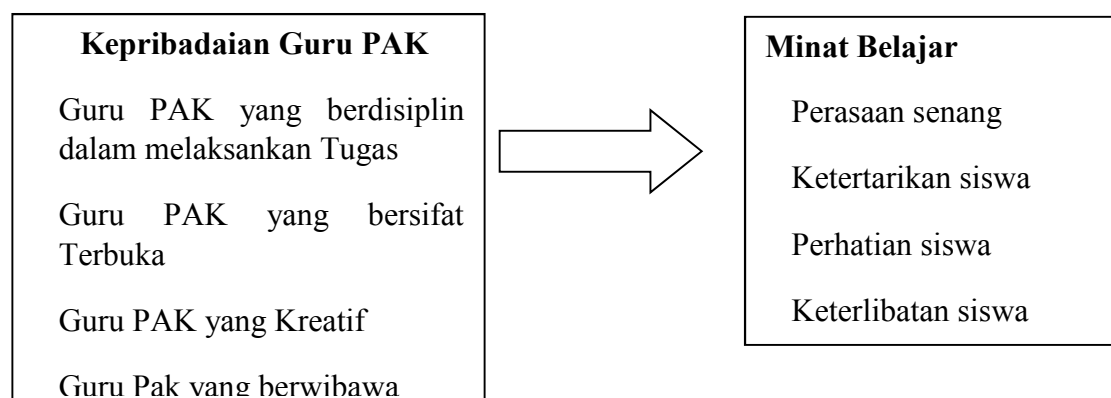 Kepribadaian Guru PAK
Guru PAK yang berdisiplin
dalam melaksankan Tugas
Guru PAK yang bersifat
Terbuka
Guru PAK yang Kreatif
Guru Pak yang berwibawa
Minat Belajar
Perasaan senang
Ketertarikan siswa
Perhatian siswa
Keterlibatan siswa